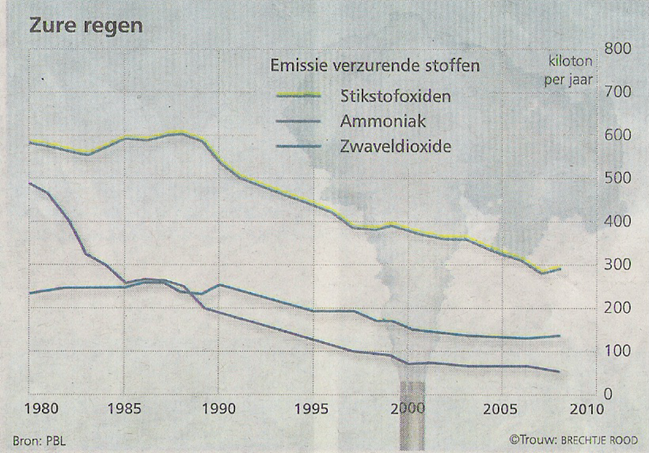 Zure regen
Emissie verzurende stoffen
Stikstofoxiden
Ammoniak
Zwaveldioxide
kiloton
per jaar
800
700
600
500
400
300
200
100
0
1980 1985 1990 1995 2000 2005 2010
Bron: PBL
©Trouw: BRECHTJE ROOD